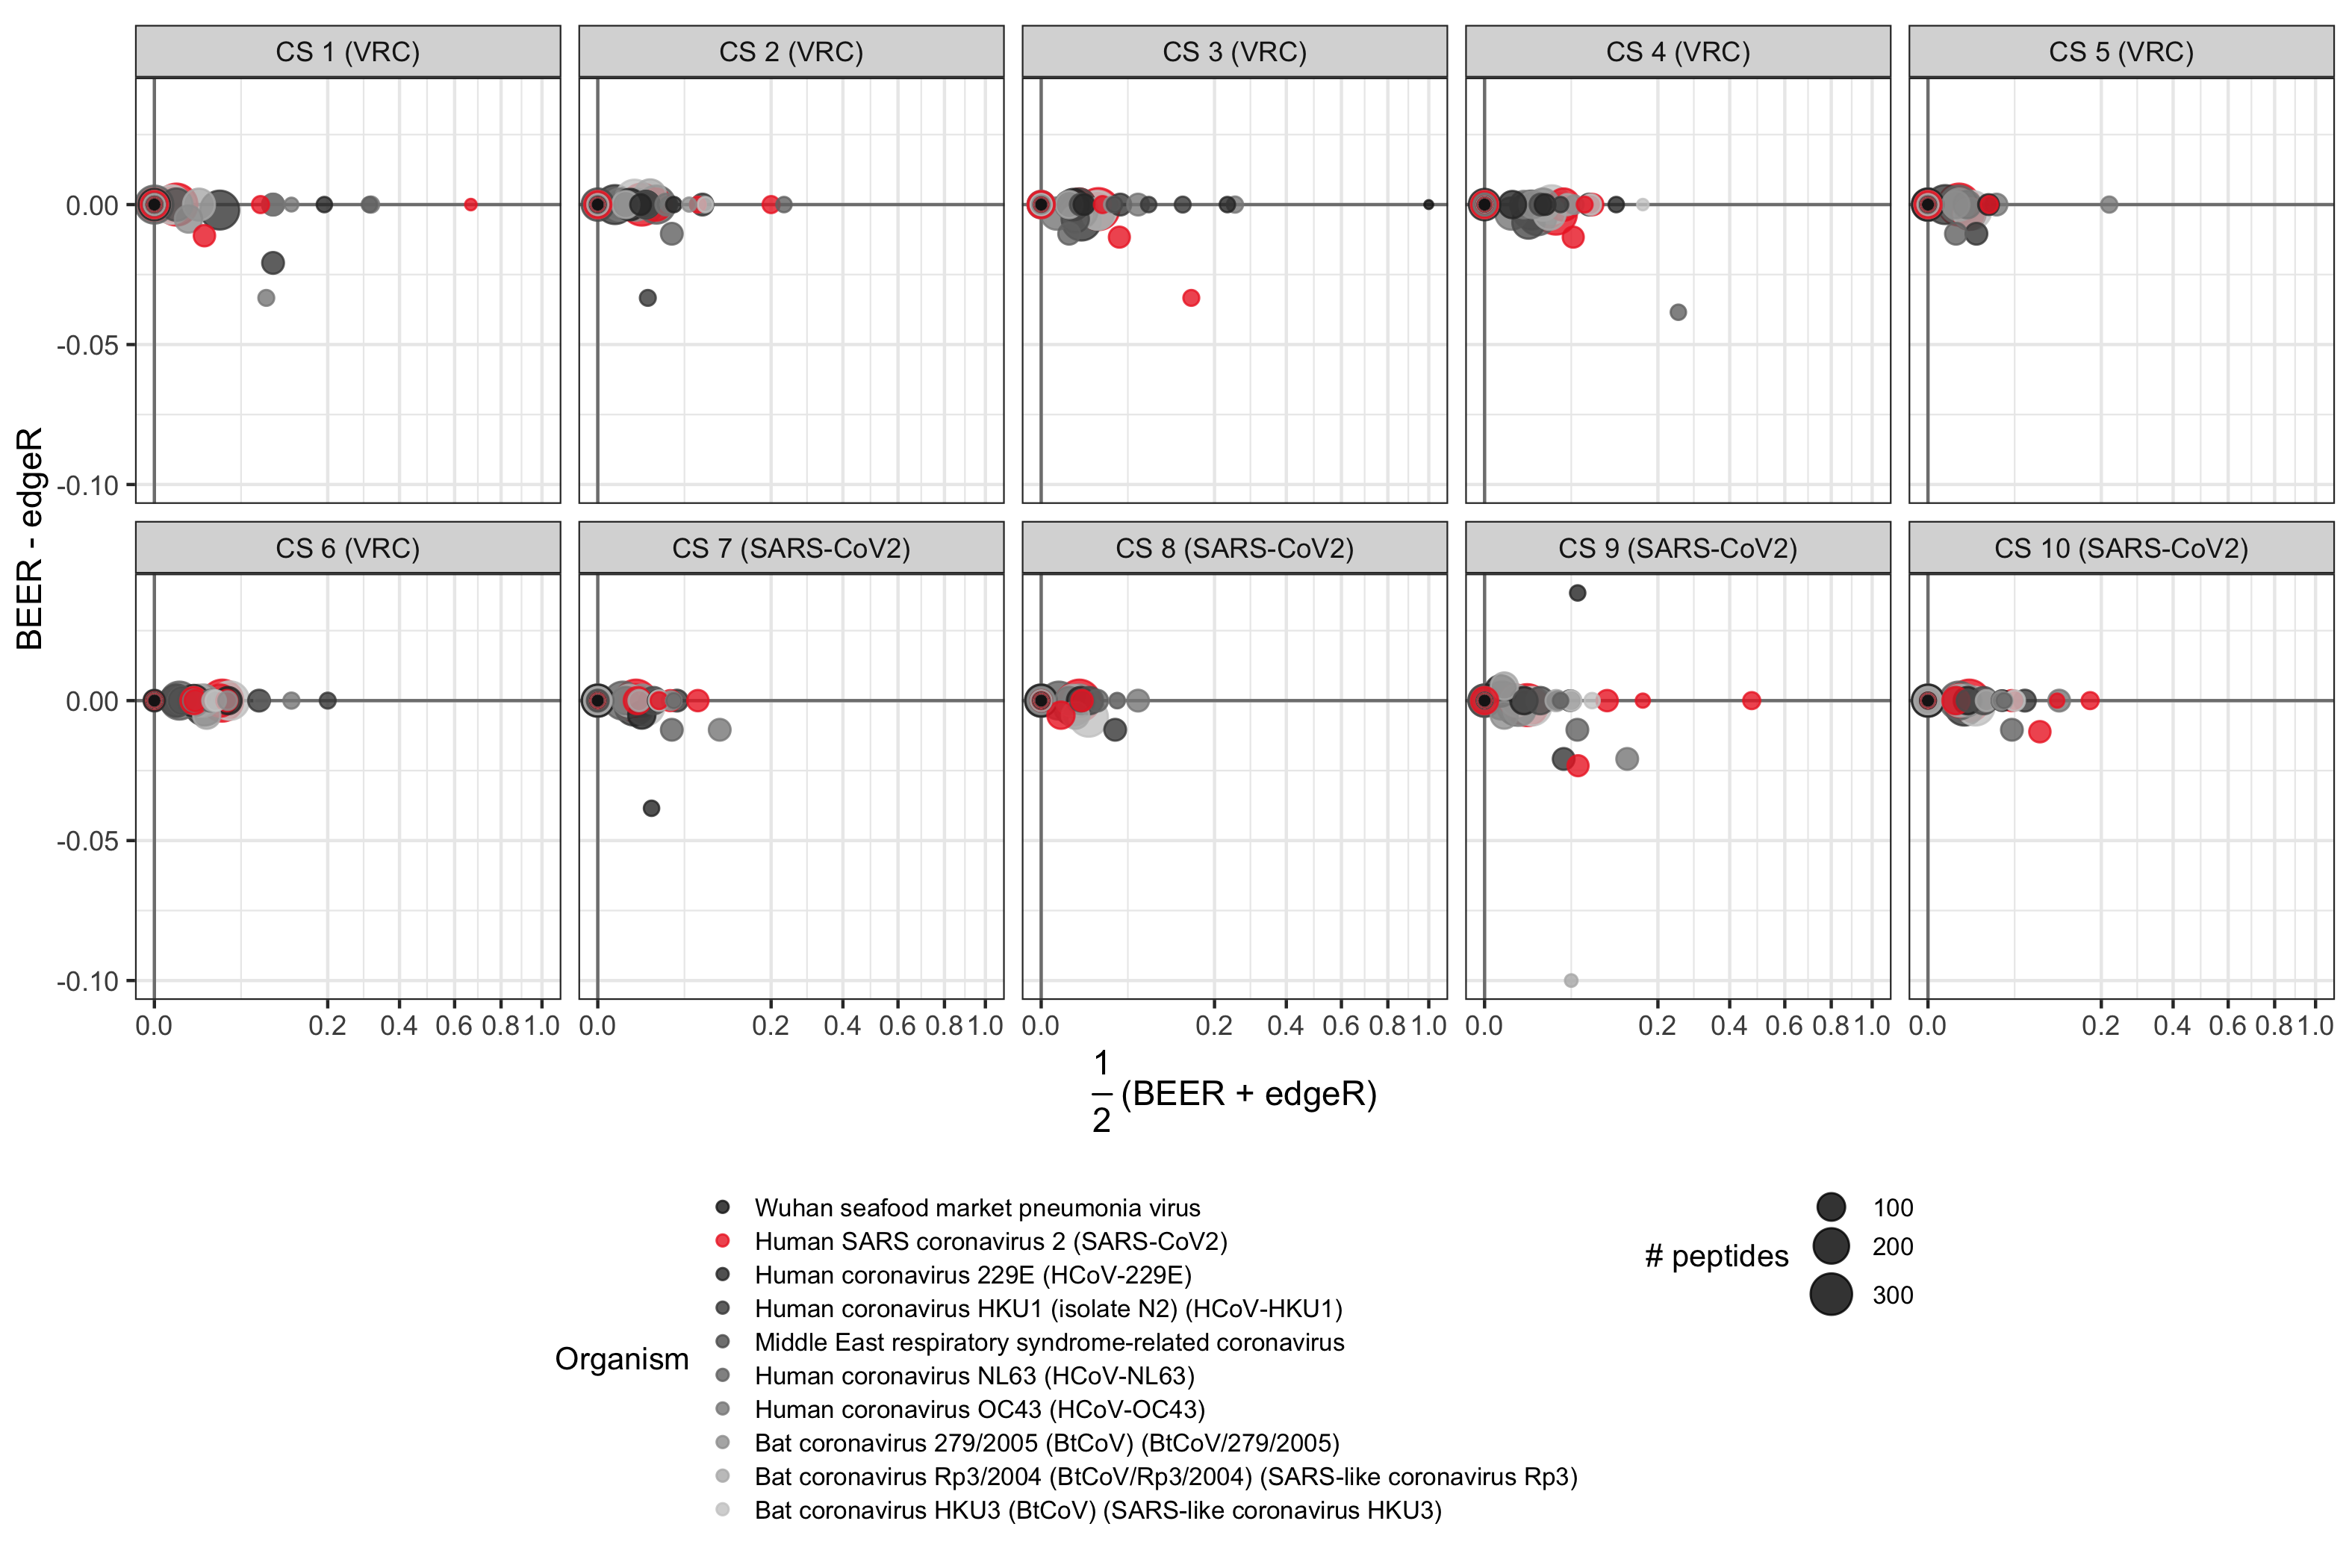 CS 1 (VRC) CS 2 (VRC) CS 3 (VRC) CS 4 (VRC) CS 5 (VRC)
0.00
-0.05
-0.10
BEER - edgeR
CS 6 (VRC) CS 7 (SARS-CoV2) CS 8 (SARS-CoV2) CS 9 (SARS-CoV2) CS 10 (SARS-CoV2)
0.00
-0.05
-0.10
0.0 0.2 0.4 0.6 0.8 1.0 0.0 0.2 0.4 0.6 0.8 1.0 0.0 0.2 0.4 0.6 0.8 1.0 0.0 0.2 0.4 0.6 0.8 1.0 0.0 0.2 0.4 0.6 0.8 1.0
1
2 (BEER + edgeR)
Organism
Wuhan seafood market pneumonia virus
Human SARS coronavirus 2 (SARS-CoV2)
Human coronavirus 229E (HCoV-229E)
Human coronavirus HKU1 (isolate N2) (HCoV-HKU1)
Middle East respiratory syndrome-related coronavirus
Human coronavirus NL63 (HCoV-NL63)
Human coronavirus OC43 (HCoV-OC43)
Bat coronavirus 279/2005 (BtCoV) (BtCoV/279/2005)
Bat coronavirus Rp3/2004 (BtCoV/Rp3/2004) (SARS-like coronavirus Rp3)
Bat coronavirus HKU3 (BtCoV) (SARS-like coronavirus HKU3)
# peptides
100
200
300